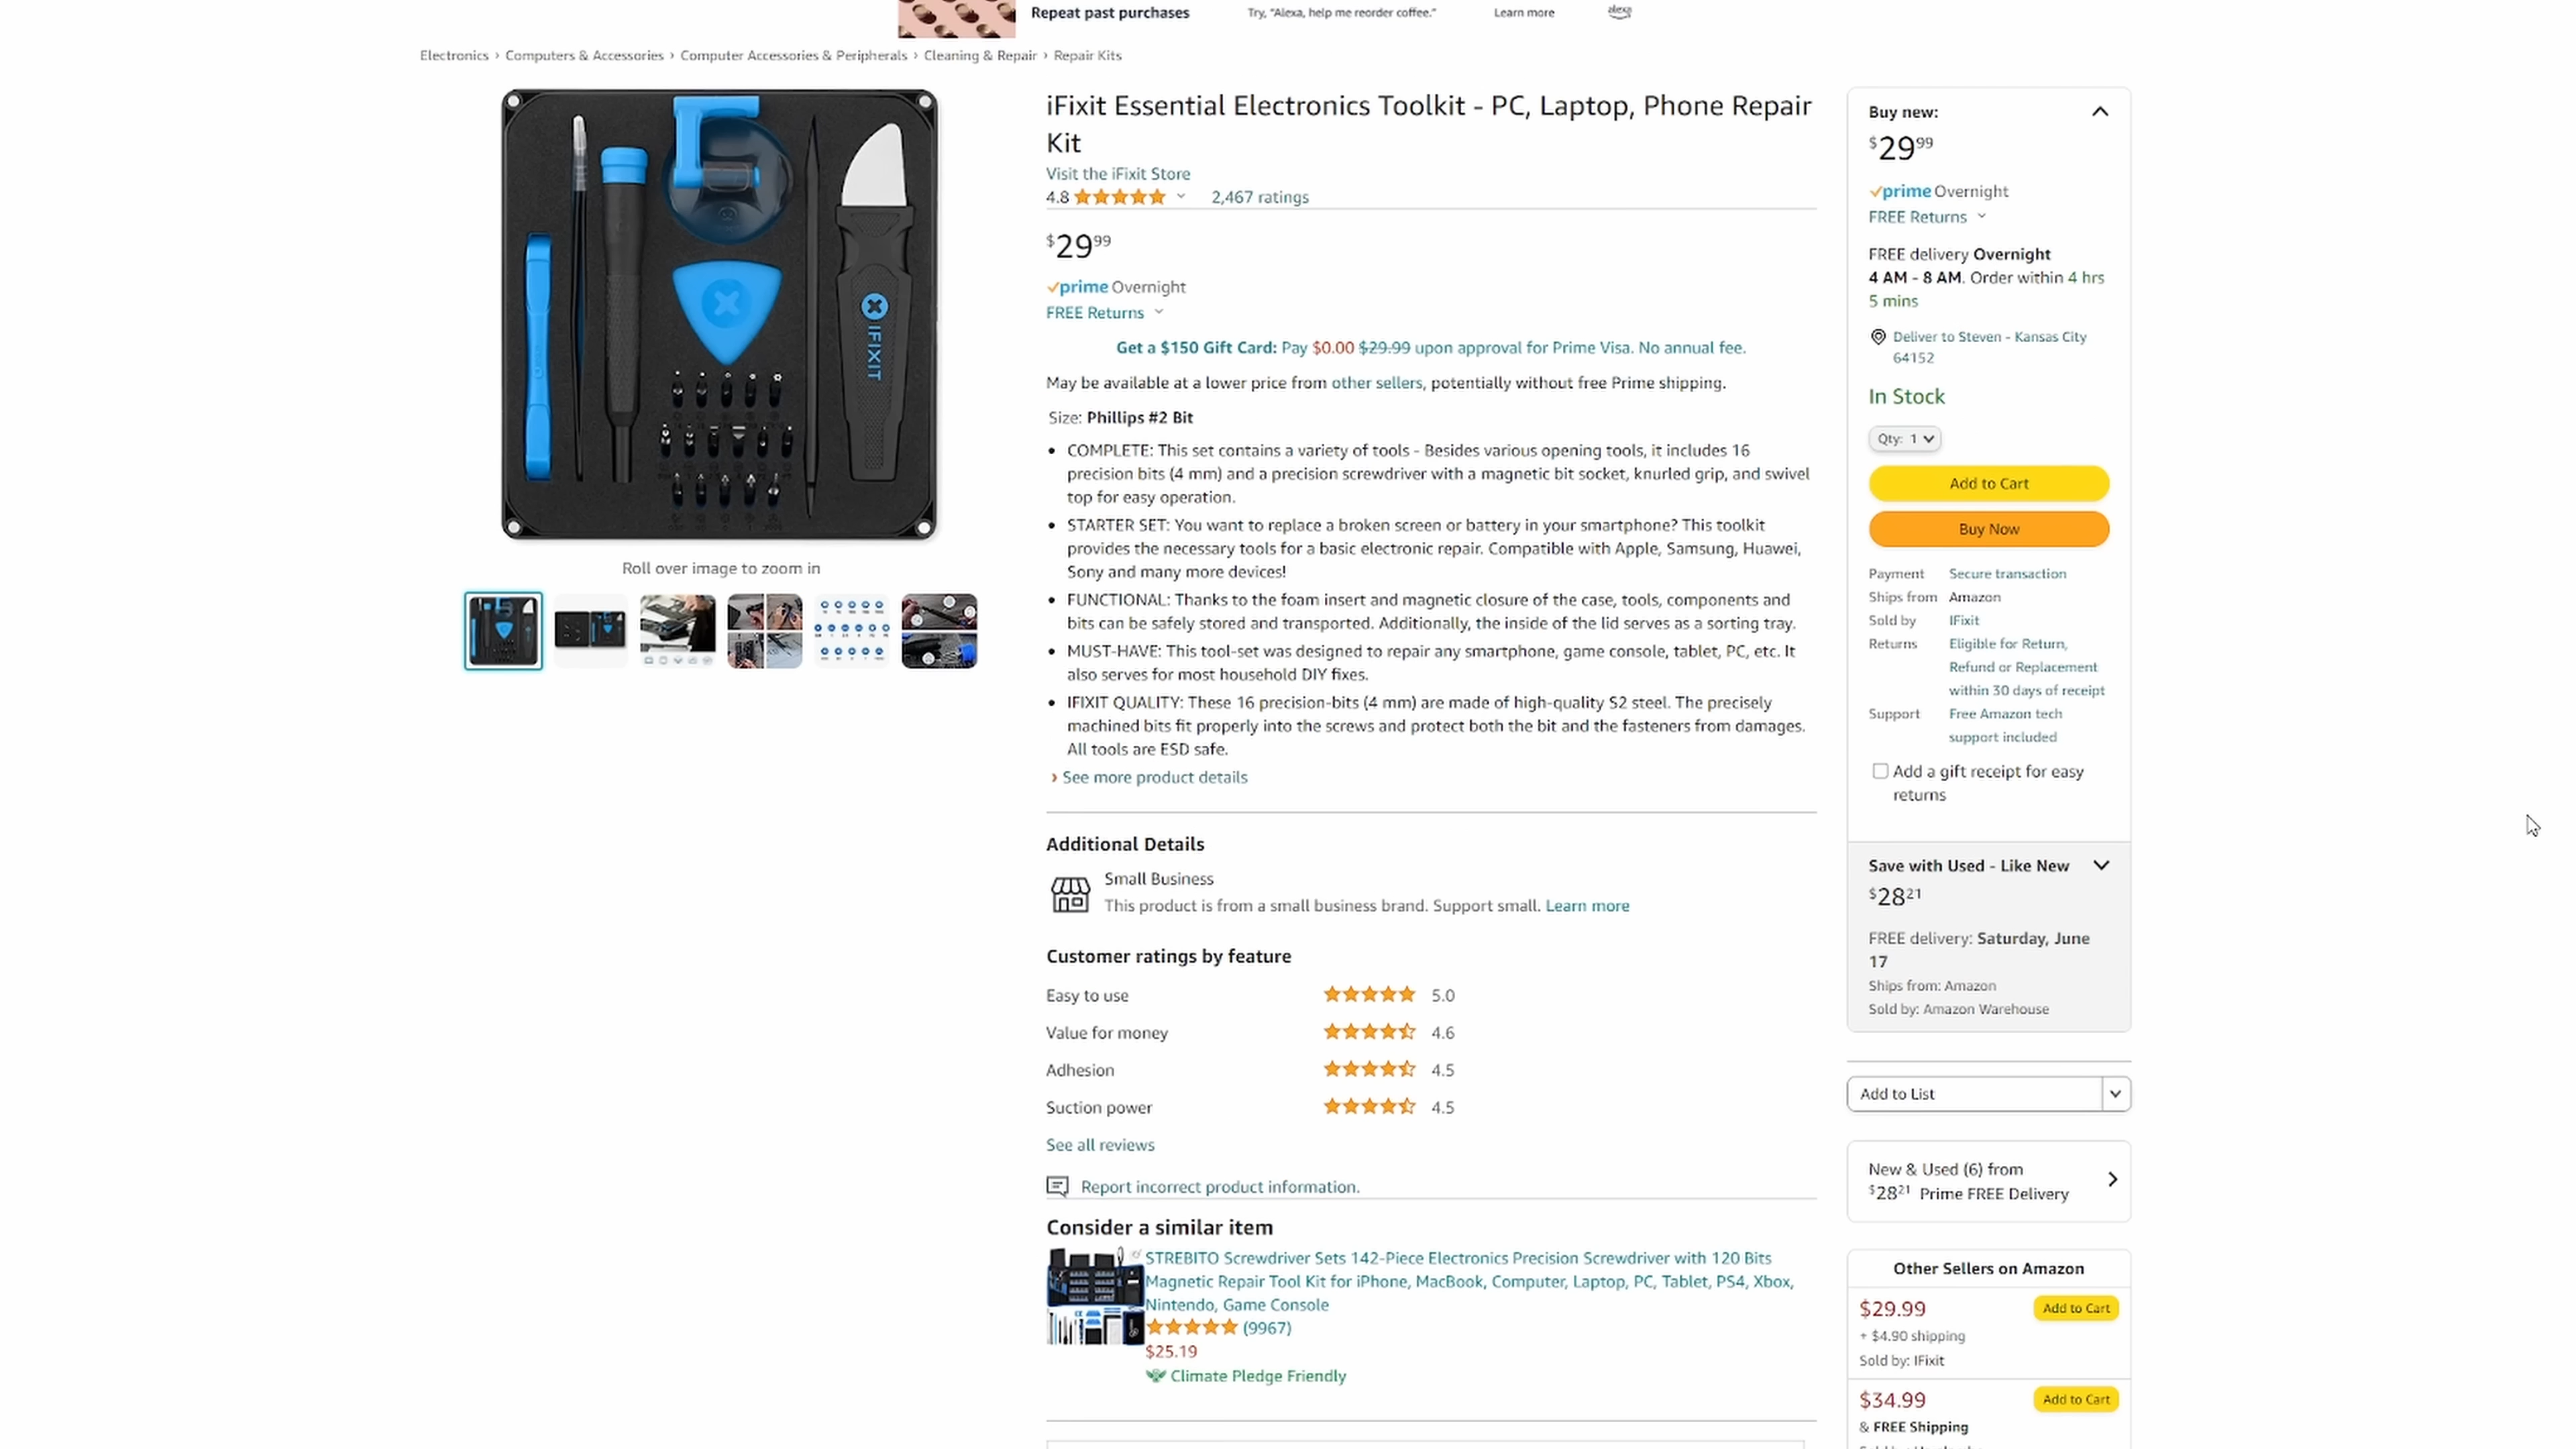 Repeat past purchases
Try, "Alexa, help me reorder coffee."
Learn more
alexa
Electronics › Computers & Accessories › Computer Accessories & Peripherals › Cleaning & Repair › Repair Kits
IFIXIT
Roll over image to zoom in
iFixit Essential Electronics Toolkit - PC, Laptop, Phone Repair
Kit
Visit the iFixit Store
4.8
2,467 ratings
$29 99
prime Overnight
FREE Returns
Get a $150 Gift Card: Pay $0.00 $29.99 upon approval for Prime Visa. No annual fee.
May be available at a lower price from other sellers, potentially without free Prime shipping.
Size: Phillips #2 Bit
• COMPLETE: This set contains a variety of tools - Besides various opening tools, it includes 16
precision bits (4 mm) and a precision screwdriver with a magnetic bit socket, knurled grip, and swivel
top for easy operation.
• STARTER SET: You want to replace a broken screen or battery in your smartphone? This toolkit
provides the necessary tools for a basic electronic repair. Compatible with Apple, Samsung, Huawei,
Sony and many more devices!
• FUNCTIONAL: Thanks to the foam insert and magnetic closure of the case, tools, components and
bits can be safely stored and transported. Additionally, the inside of the lid serves as a sorting tray.
• MUST-HAVE: This tool-set was designed to repair any smartphone, game console, tablet, PC, etc. It
also serves for most household DIY fixes.
• IFIXIT QUALITY: These 16 precision-bits (4 mm) are made of high-quality S2 steel. The precisely
machined bits fit properly into the screws and protect both the bit and the fasteners from damages.
All tools are ESD safe.
› See more product details
Additional Details
Small Business
This product is from a small business brand. Support small. Learn more
Customer ratings by feature
Easy to use 5.0
Value for money 4.6
Adhesion 4.5
Suction power 4.5
See all reviews
Report incorrect product information.
Consider a similar item
STREBITO Screwdriver Sets 142-Piece Electronics Precision Screwdriver with 120 Bits
Magnetic Repair Tool Kit for iPhone, MacBook, Computer, Laptop, PC, Tablet, PS4, Xbox,
Nintendo, Game Console
(9967)
$25.19
Climate Pledge Friendly
Buy new:
$29 99
prime Overnight
FREE Returns
FREE delivery Overnight
4 AM - 8 AM. Order within 4 hrs
5 mins
Deliver to Steven - Kansas City
64152
In Stock
Qty: 1
Add to Cart
Buy Now
Payment Secure transaction
Ships from Amazon
Sold by IFixit
Returns Eligible for Return,
Refund or Replacement
within 30 days of receipt
Support Free Amazon tech
support included
Add a gift receipt for easy
returns
Save with Used - Like New
$28 21
FREE delivery: Saturday, June
17
Ships from: Amazon
Sold by: Amazon Warehouse
Add to List
New & Used (6) from
$28 21 Prime FREE Delivery
Other Sellers on Amazon
$29.99 Add to Cart
+ $4.90 shipping
Sold by: IFixit
$34.99 Add to Cart
& FREE Shipping